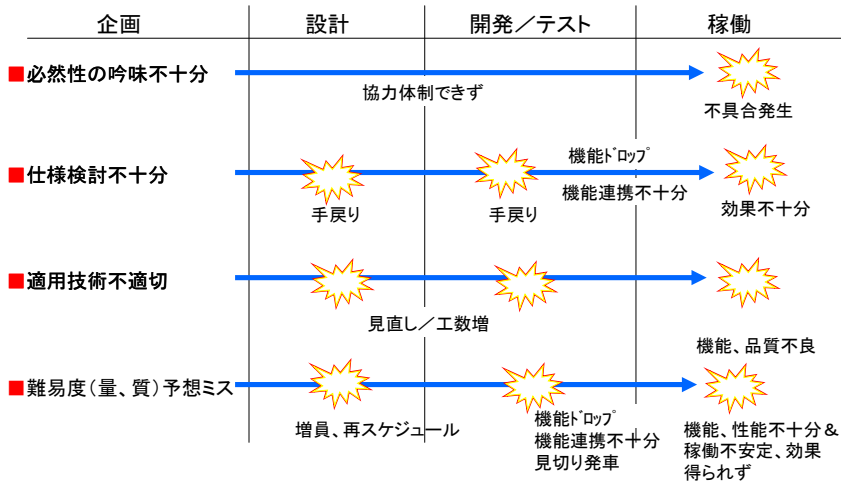 企画 設計 開発／テスト 稼働
■必然性の吟味不十分
協力体制できず
不具合発生
■仕様検討不十分
機能ﾄﾞﾛｯﾌﾟ
機能連携不十分
手戻り 手戻り 効果不十分
■適用技術不適切
見直し／工数増
機能、品質不良
■難易度（量、質）予想ミス
増員、再スケジュール
機能ﾄﾞﾛｯﾌﾟ
機能連携不十分
見切り発車
機能、性能不十分＆
稼働不安定、効果
得られず